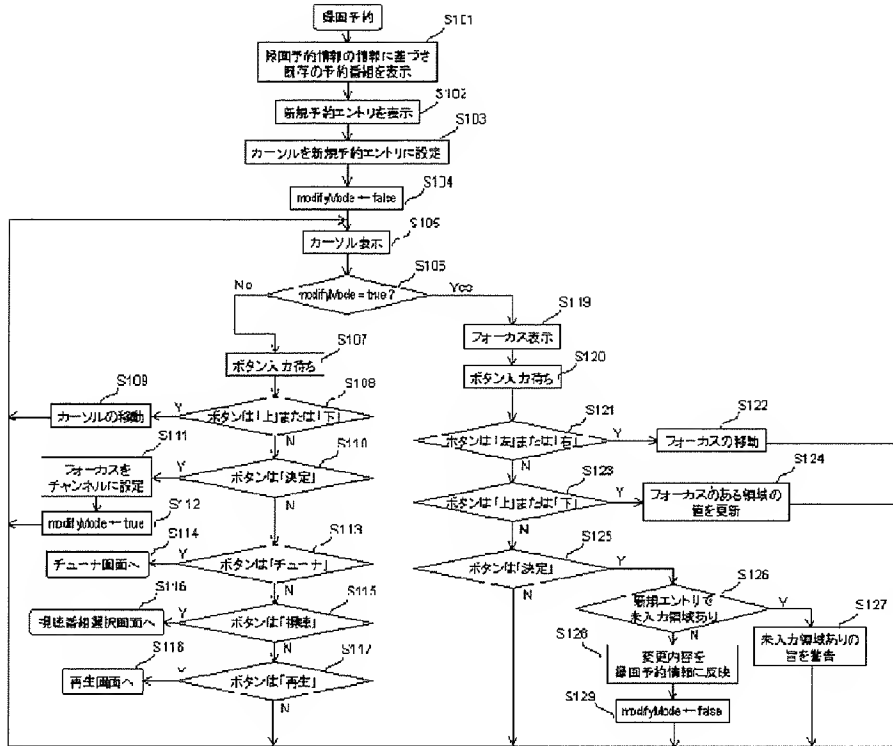 録画予約
S101
録画予約情報の情報に基づき
既存の予約番組を表示
S102
新規予約エントリを表示
S103
カーソルを新規予約エントリに設定
S104
modifyMode ← false
S106
カーソル表示
S105
modifyMode = true ?
No
Yes
S107
ボタン入力待ち
S108
ボタンは「上」または「下」
Y
N
S109
カーソルの移動
S110
ボタンは「決定」
Y
N
S111
フォーカスを
チャンネルに設定
S112
modifyMode ← true
S113
ボタンは「チューナ」
Y
N
S114
チューナ画面へ
S115
ボタンは「視聴」
Y
N
S116
視聴番組選択画面へ
S117
ボタンは「再生」
Y
N
S118
再生画面へ
S119
フォーカス表示
S120
ボタン入力待ち
S121
ボタンは「左」または「右」
Y
N
S122
フォーカスの移動
S123
ボタンは「上」または「下」
Y
N
S124
フォーカスのある領域の
値を更新
S125
ボタンは「決定」
Y
N
S126
新規エントリで
未入力領域あり
Y
N
S127
未入力領域ありの
旨を警告
S128
変更内容を
録画予約情報に反映
S129
modifyMode ← false